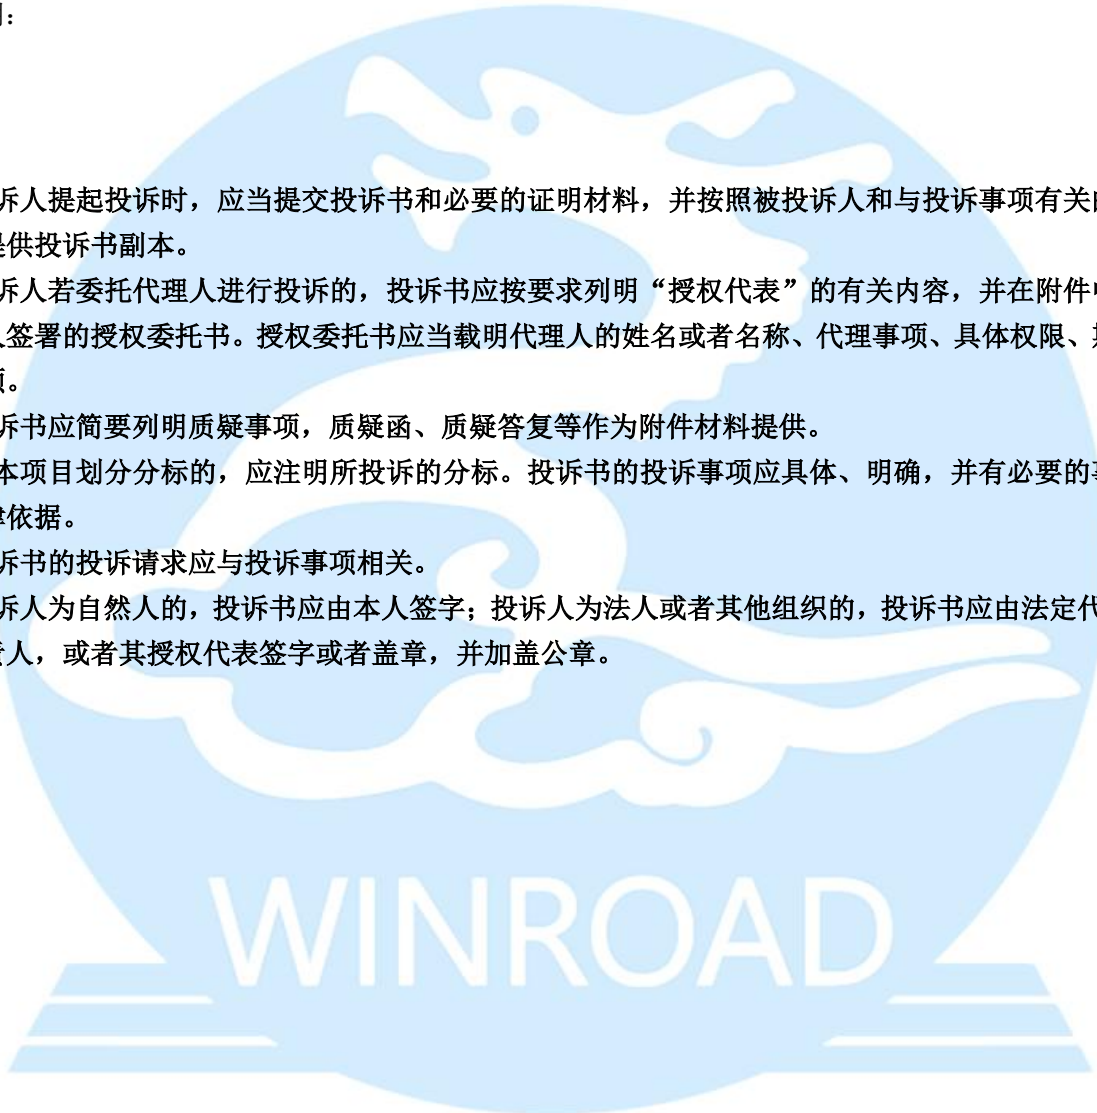 ：
诉人提起投诉时，应当提交投诉书和必要的证明材料，并按照被投诉人和与投诉事项有关
提供投诉书副本。
诉人若委托代理人进行投诉的，投诉书应按要求列明“授权代表”的有关内容，并在附件
人签署的授权委托书。授权委托书应当载明代理人的姓名或者名称、代理事项、具体权限、
。
诉书应简要列明质疑事项，质疑函、质疑答复等作为附件材料提供。
本项目划分分标的，应注明所投诉的分标。投诉书的投诉事项应具体、明确，并有必要的
律依据。
诉书的投诉请求应与投诉事项相关。
诉人为自然人的，投诉书应由本人签字；投诉人为法人或者其他组织的，投诉书应由法定代
责人，或者其授权代表签字或者盖章，并加盖公章。
WINROAD